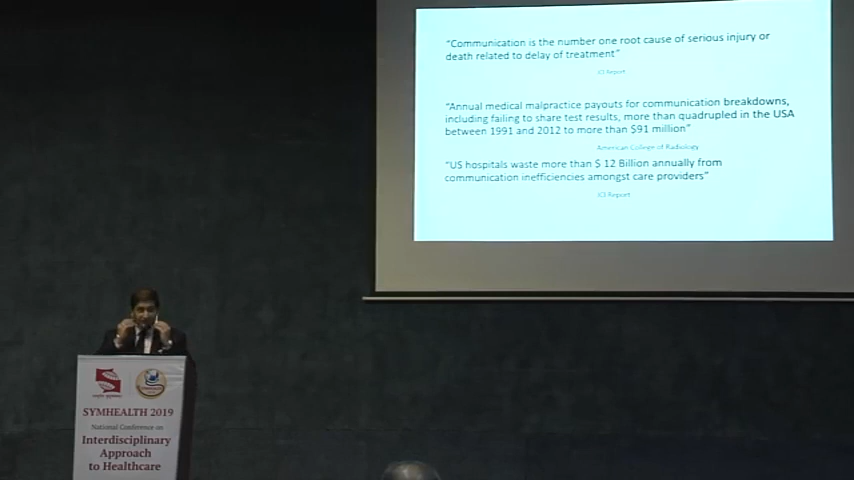 "Communication is the number one root cause of serious injury or
death related to delay of treatment"
"Annual medical malpractice payouts for communication breakdowns,
including failing to share test results, more than quadrupled in the USA
between 1991 and 2012 to more than $91 million"
American College of Radiology
"US hospitals waste more than $ 12 Billion annually from
communication inefficiencies amongst care providers"
Report
SYMHEALTH 2019
National Conference on
Interdisciplinary
Approach
to Healthcare